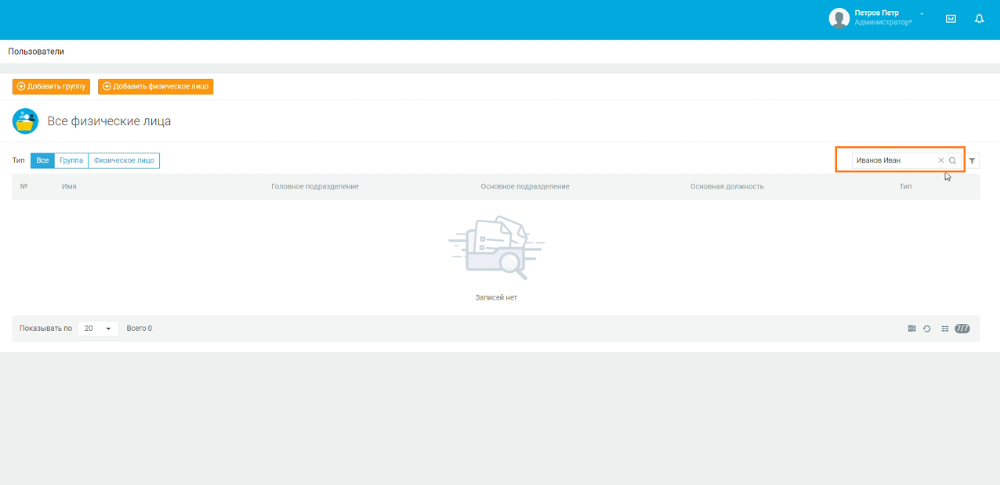 Петров Петр
Администратор*
Пользователи
Добавить группу Добавить физическое лицо
Все физические лица
Тип Все Группа Физическое лицо Иванов Иван
№ Имя Головное подразделение Основное подразделение Основная должность Тип
Записей нет
Показывать по 20 Всего 0 7/7